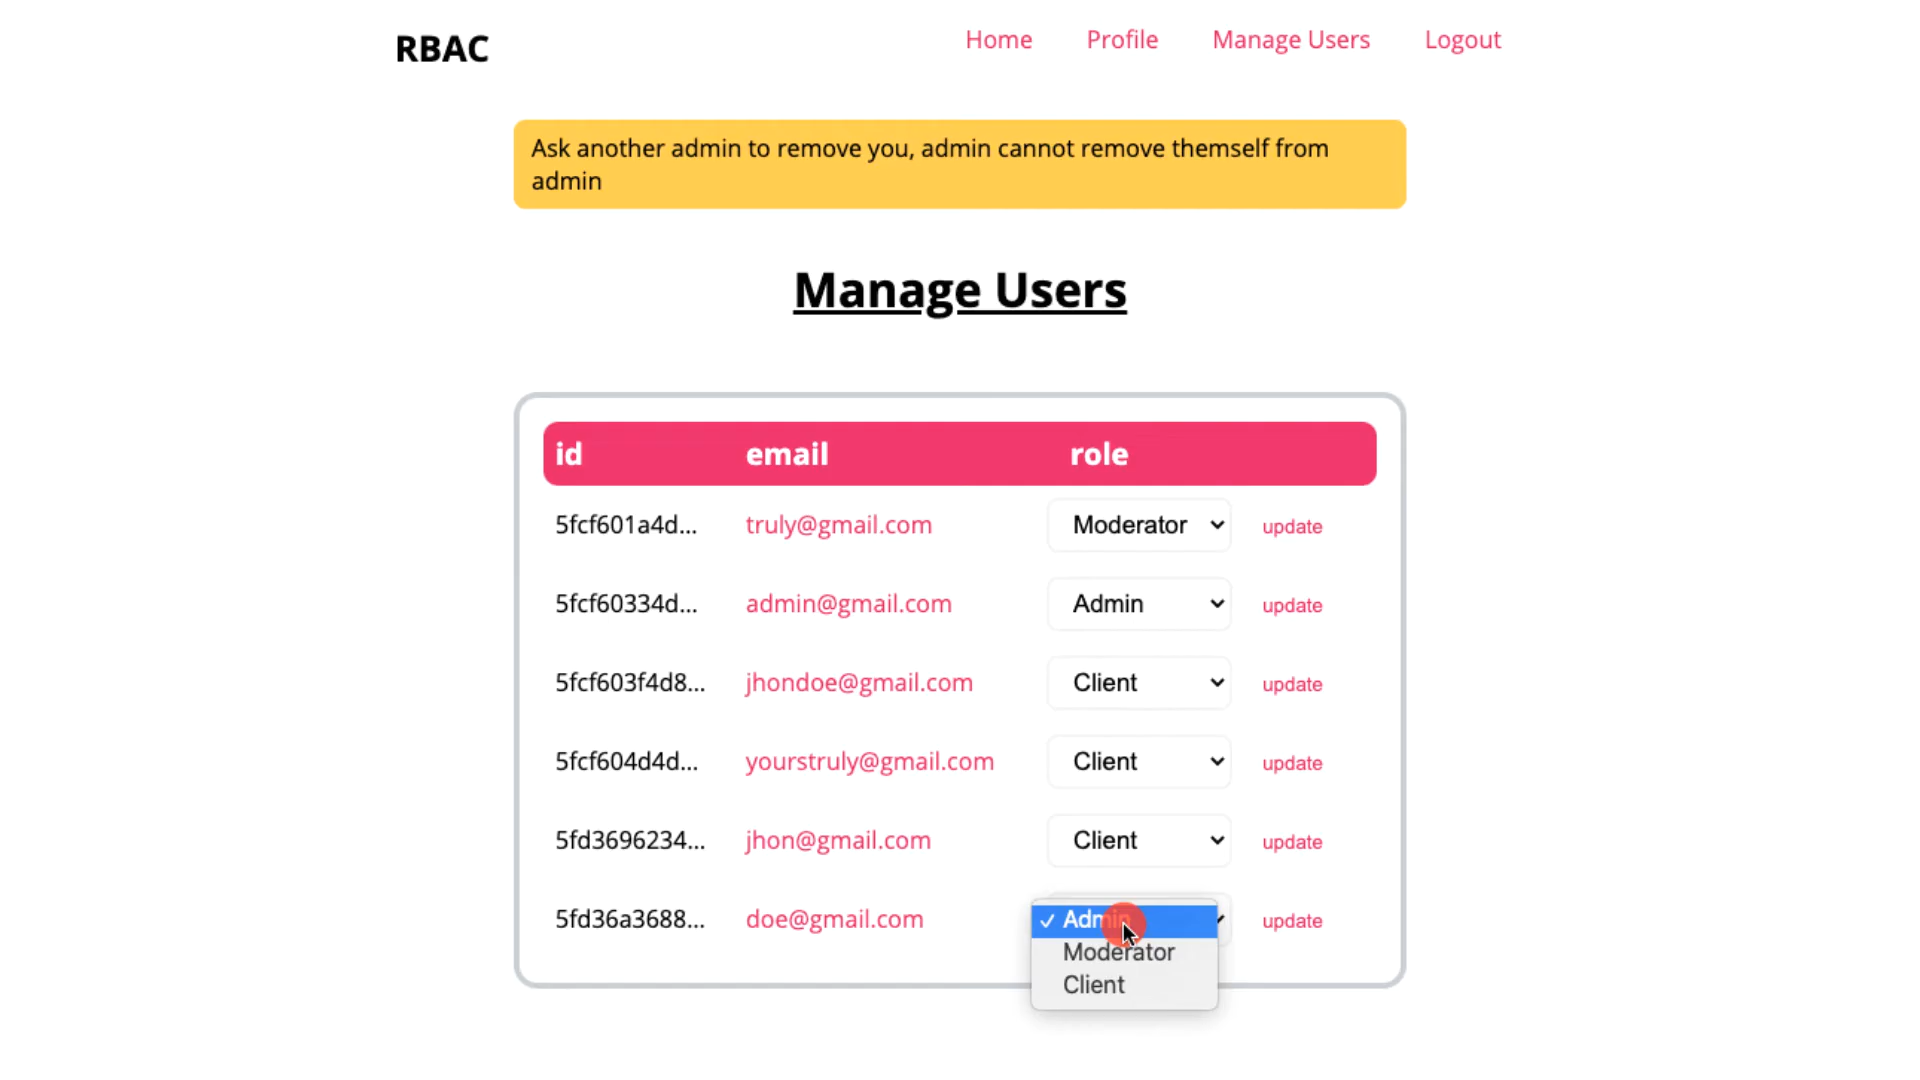 RBAC
Home Profile Manage Users Logout
Ask another admin to remove you, admin cannot remove themself from
admin
Manage Users
id email role
5fcf601a4d... truly@gmail.com Moderator update
5fcf60334d... admin@gmail.com Admin update
5fcf603f4d8... jhondoe@gmail.com Client update
5fcf604d4d... yourstruly@gmail.com Client update
5fd3696234... jhon@gmail.com Client update
5fd36a3688... doe@gmail.com ✓ Admin update
Moderator
Client